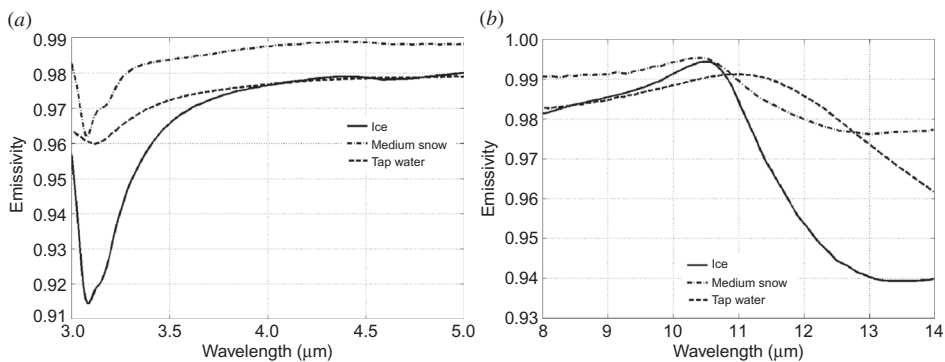 (a)
0.99
0.98
0.97
0.96
0.95
0.94
0.93
0.92
0.91
Emissivity
3.0
3.5
4.0
4.5
5.0
Wavelength (μm)
Ice
Medium snow
Tap water
(b)
1.00
0.99
0.98
0.97
0.96
0.95
0.94
0.93
Emissivity
8
9
10
11
12
13
14
Wavelength (μm)
Ice
Medium snow
Tap water